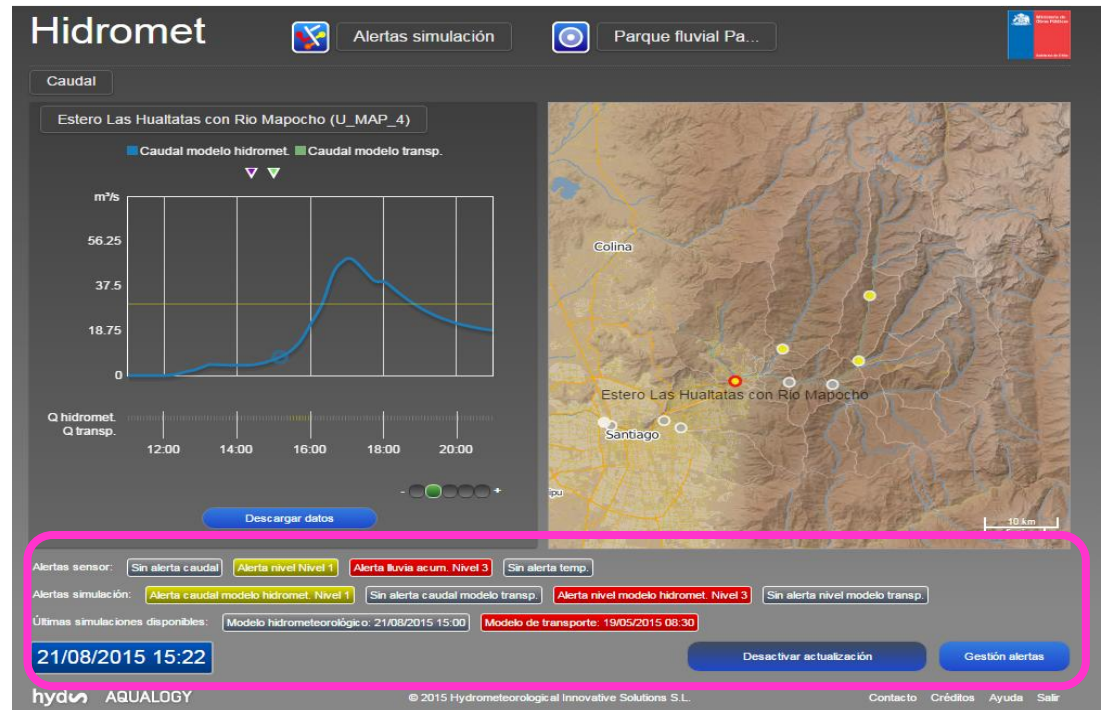 Hidromet
Alertas simulación
Parque fluvial Pa...
Caudal
Estero Las Hualtatas con Rio Mapocho (U_MAP_4)
Caudal modelo hidromet. Caudal modelo transp.
m³/s
56.25
37.5
18.75
0
Q hidromet.
Q transp.
12:00 14:00 16:00 18:00 20:00
- +
Descargar datos
Colina
Estero Las Hualtatas con Rio Mapocho
Santiago
ipu
10 km
Alertas sensor: Sin alerta caudal Alerta nivel Nivel 1 Alerta lluvia acum. Nivel 3 Sin alerta temp.
Alertas simulación: Alerta caudal modelo hidromet. Nivel 1 Sin alerta caudal modelo transp. Alerta nivel modelo hidromet. Nivel 3 Sin alerta nivel modelo transp.
Últimas simulaciones disponibles: Modelo hidrometeorológico: 21/08/2015 15:00 Modelo de transporte: 19/05/2015 08:30
21/08/2015 15:22
Desactivar actualización
Gestión alertas
hyds AQUALOGY
© 2015 Hydrometeorological Innovative Solutions S.L.
Contacto Créditos Ayuda Salir